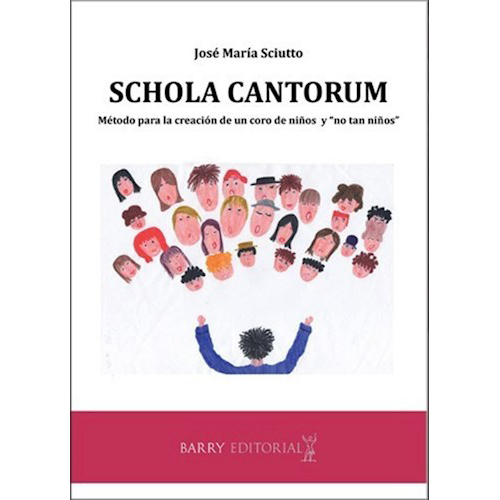 José María Sciutto
SCHOLA CANTORUM
Método para la creación de un coro de niños y "no tan niños"
BARRY EDITORIAL